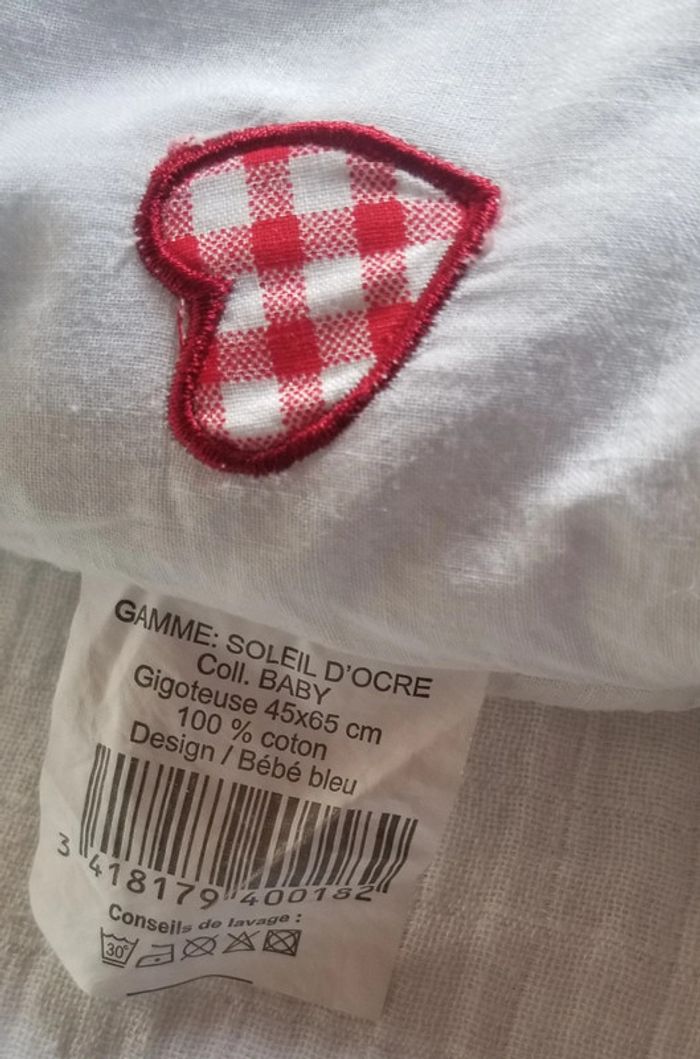 GAMME: SOLEIL D'OCRE
Coll. BABY
Gigoteuse 45x65 cm
100 % coton
Design / Bébé bleu
3 418179 400182
Conseils de lavage :
30°